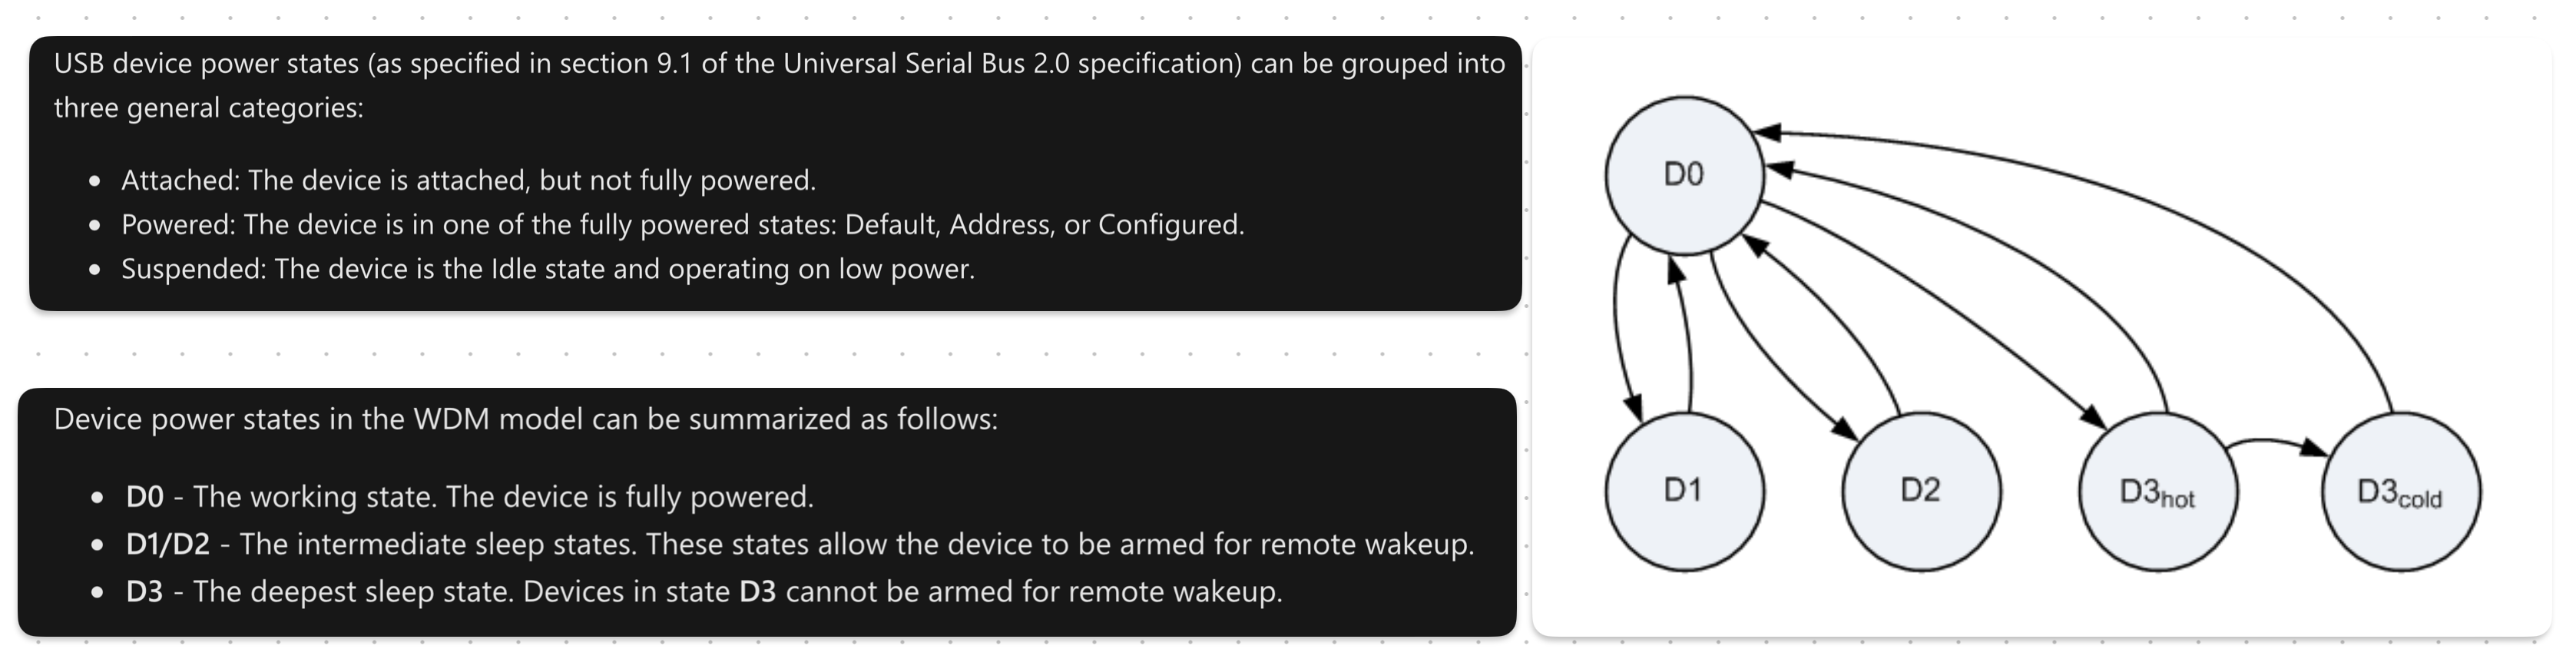 USB device power states (as specified in section 9.1 of the Universal Serial Bus 2.0 specification) can be grouped into
three general categories:
• Attached: The device is attached, but not fully powered.
• Powered: The device is in one of the fully powered states: Default, Address, or Configured.
• Suspended: The device is the Idle state and operating on low power.
Device power states in the WDM model can be summarized as follows:
• D0 - The working state. The device is fully powered.
• D1/D2 - The intermediate sleep states. These states allow the device to be armed for remote wakeup.
• D3 - The deepest sleep state. Devices in state D3 cannot be armed for remote wakeup.
D0
D1
D2
D3hot
D3cold